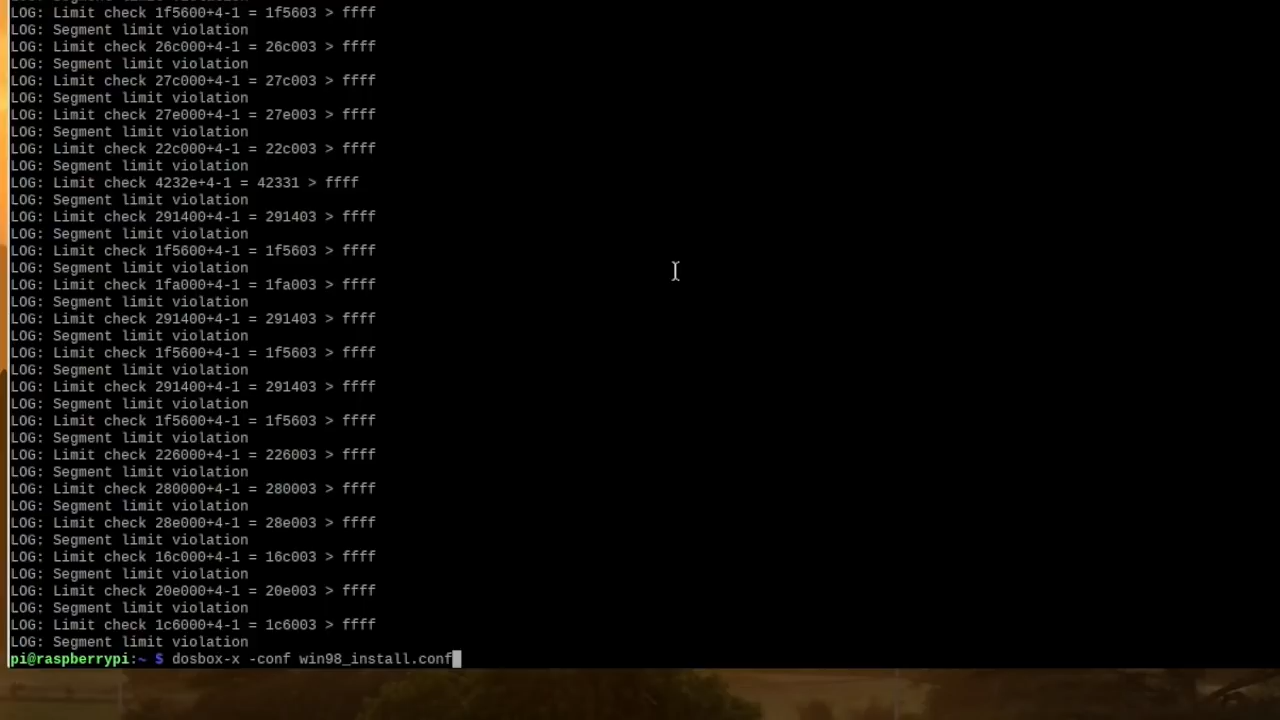 LOG: Limit check 1f5600+4-1 = 1f5603 > ffff
LOG: Segment limit violation
LOG: Limit check 26c000+4-1 = 26c003 > ffff
LOG: Segment limit violation
LOG: Limit check 27c000+4-1 = 27c003 > ffff
LOG: Segment limit violation
LOG: Limit check 27e000+4-1 = 27e003 > ffff
LOG: Segment limit violation
LOG: Limit check 22c000+4-1 = 22c003 > ffff
LOG: Segment limit violation
LOG: Limit check 4232e+4-1 = 42331 > ffff
LOG: Segment limit violation
LOG: Limit check 291400+4-1 = 291403 > ffff
LOG: Segment limit violation
LOG: Limit check 1f5600+4-1 = 1f5603 > ffff
LOG: Segment limit violation
LOG: Limit check 1fa000+4-1 = 1fa003 > ffff
LOG: Segment limit violation
LOG: Limit check 291400+4-1 = 291403 > ffff
LOG: Segment limit violation
LOG: Limit check 1f5600+4-1 = 1f5603 > ffff
LOG: Segment limit violation
LOG: Limit check 291400+4-1 = 291403 > ffff
LOG: Segment limit violation
LOG: Limit check 1f5600+4-1 = 1f5603 > ffff
LOG: Segment limit violation
LOG: Limit check 226000+4-1 = 226003 > ffff
LOG: Segment limit violation
LOG: Limit check 280000+4-1 = 280003 > ffff
LOG: Segment limit violation
LOG: Limit check 28e000+4-1 = 28e003 > ffff
LOG: Segment limit violation
LOG: Limit check 16c000+4-1 = 16c003 > ffff
LOG: Segment limit violation
LOG: Limit check 20e000+4-1 = 20e003 > ffff
LOG: Segment limit violation
LOG: Limit check 1c6000+4-1 = 1c6003 > ffff
LOG: Segment limit violation
pi@raspberrypi:~ $ dosbox-x -conf win98_install.conf